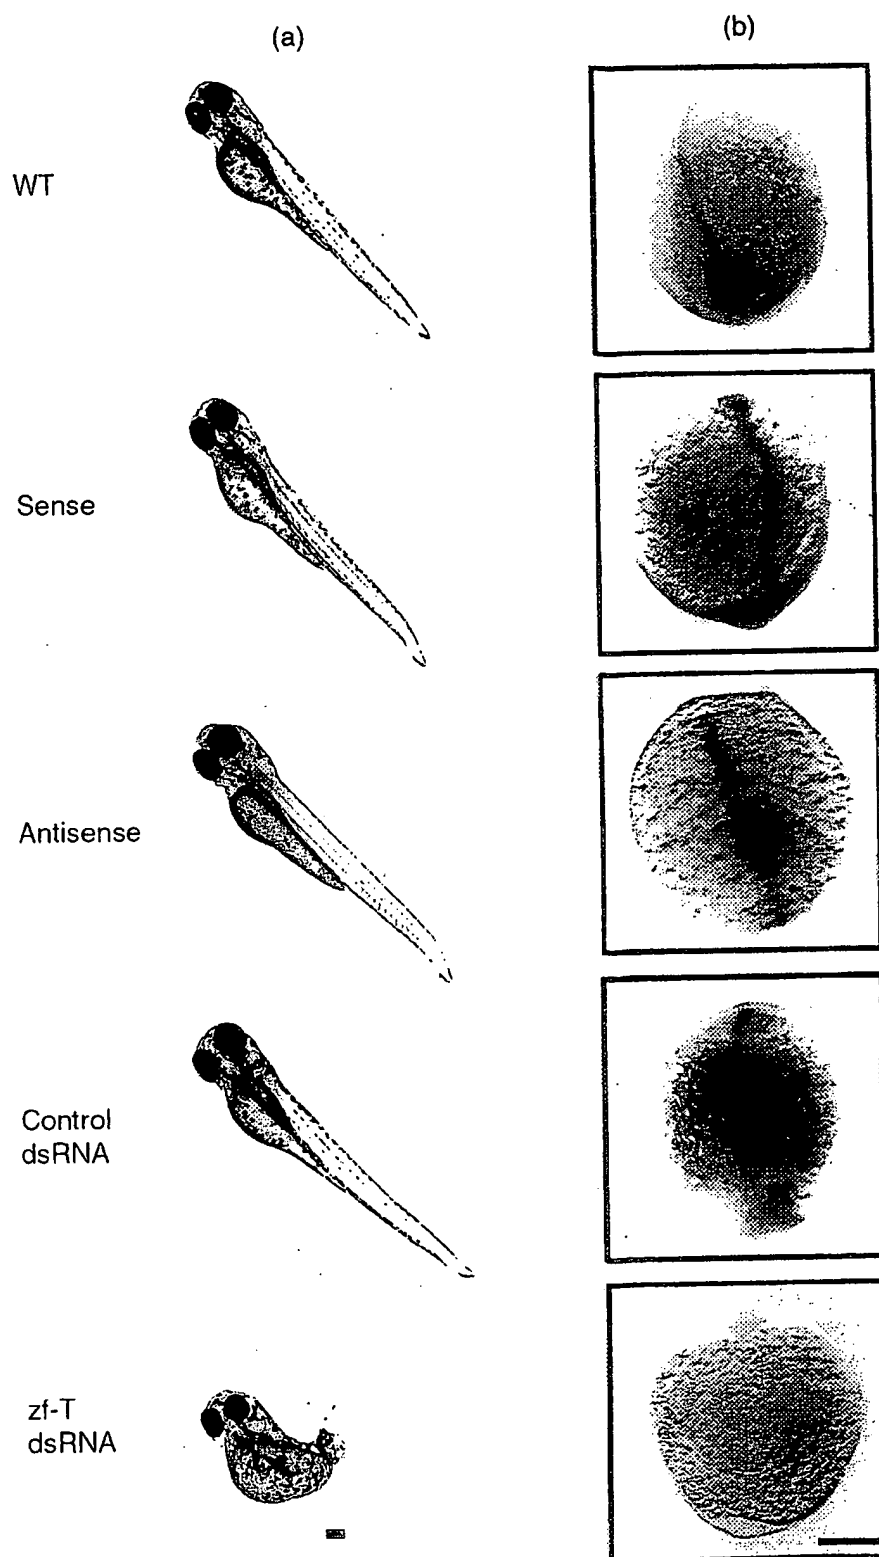 (a)
(b)
WT
Sense
Antisense
Control
dsRNA
zf-T
dsRNA